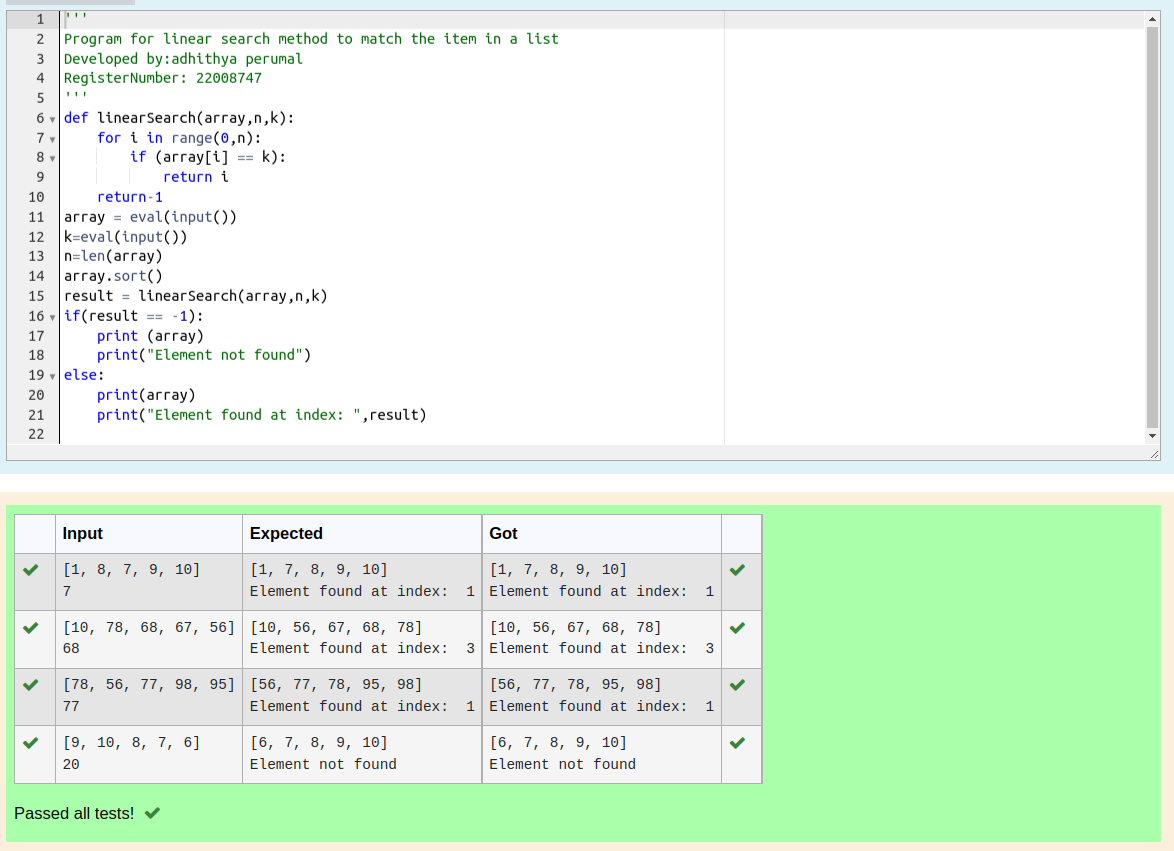 1 '''
2 Program for linear search method to match the item in a list
3 Developed by:adhithya perumal
4 RegisterNumber: 22008747
5 '''
6 def linearSearch(array,n,k):
7     for i in range(0,n):
8         if (array[i] == k):
9             return i
10     return-1
11 array = eval(input())
12 k=eval(input())
13 n=len(array)
14 array.sort()
15 result = linearSearch(array,n,k)
16 if(result == -1):
17     print (array)
18     print("Element not found")
19 else:
20     print(array)
21     print("Element found at index: ",result)
22
Input Expected Got
[1, 8, 7, 9, 10] [1, 7, 8, 9, 10] [1, 7, 8, 9, 10]
7 Element found at index:  1 Element found at index:  1
[10, 78, 68, 67, 56] [10, 56, 67, 68, 78] [10, 56, 67, 68, 78]
68 Element found at index:  3 Element found at index:  3
[78, 56, 77, 98, 95] [56, 77, 78, 95, 98] [56, 77, 78, 95, 98]
77 Element found at index:  1 Element found at index:  1
[9, 10, 8, 7, 6] [6, 7, 8, 9, 10] [6, 7, 8, 9, 10]
20 Element not found Element not found
Passed all tests!